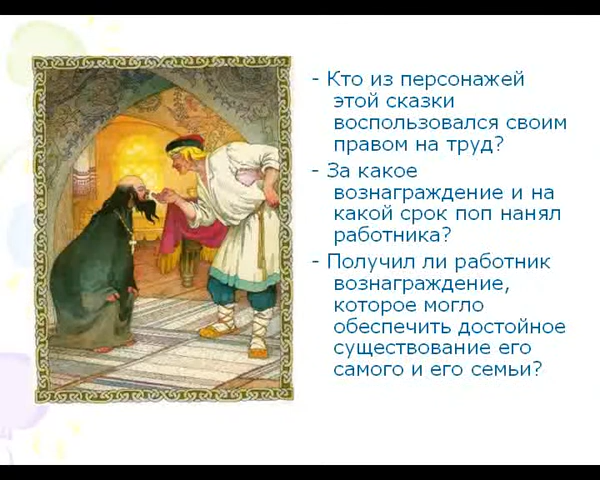 - Кто из персонажей
этой сказки
воспользовался своим
правом на труд?
- За какое
вознаграждение и на
какой срок поп нанял
работника?
- Получил ли работник
вознаграждение,
которое могло
обеспечить достойное
существование его
самого и его семьи?